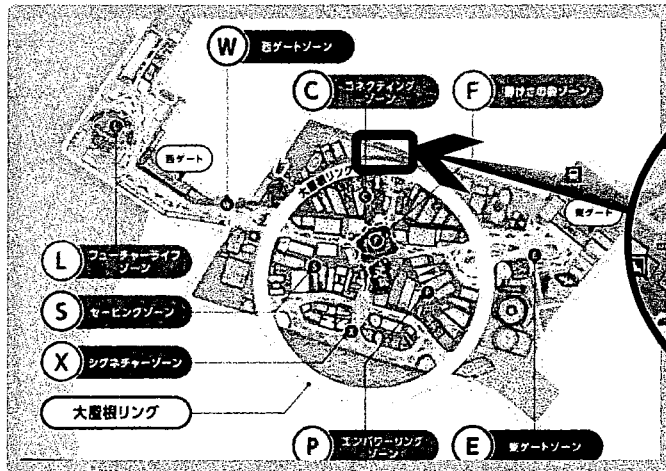 W 西ゲートゾーン
C コネクティング
ゾーン
F 静けさの森ゾーン
西ゲート
大屋根リング
東ゲート
L フューチャーライフ
ゾーン
S セービングゾーン
X シグネチャーゾーン
大屋根リング
P エンパワーリング
ゾーン
E 東ゲートゾーン